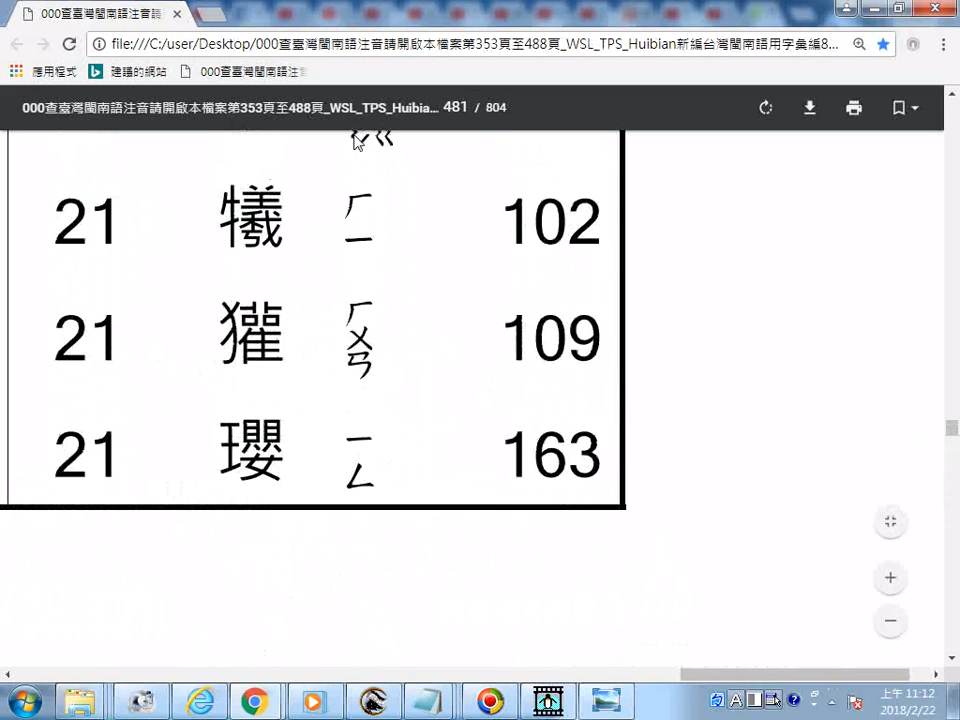 000查臺灣閩南語注音請開
file:///C:/user/Desktop/000查臺灣閩南語注音請開啟本檔案第353頁至488頁_WSL_TPS_Huibian新編台灣閩南語用字彙編8...
應用程式 建議的網站 000查臺灣閩南語注音
000查臺灣閩南語注音請開啟本檔案第353頁至488頁_WSL_TPS_Huibia... 481 / 804
21 犧 ㄏㄧ 102
21 獾 ㄏㄨㄢ 109
21 瓔 ㄧㄥ 163
上午 11:12
2018/2/22